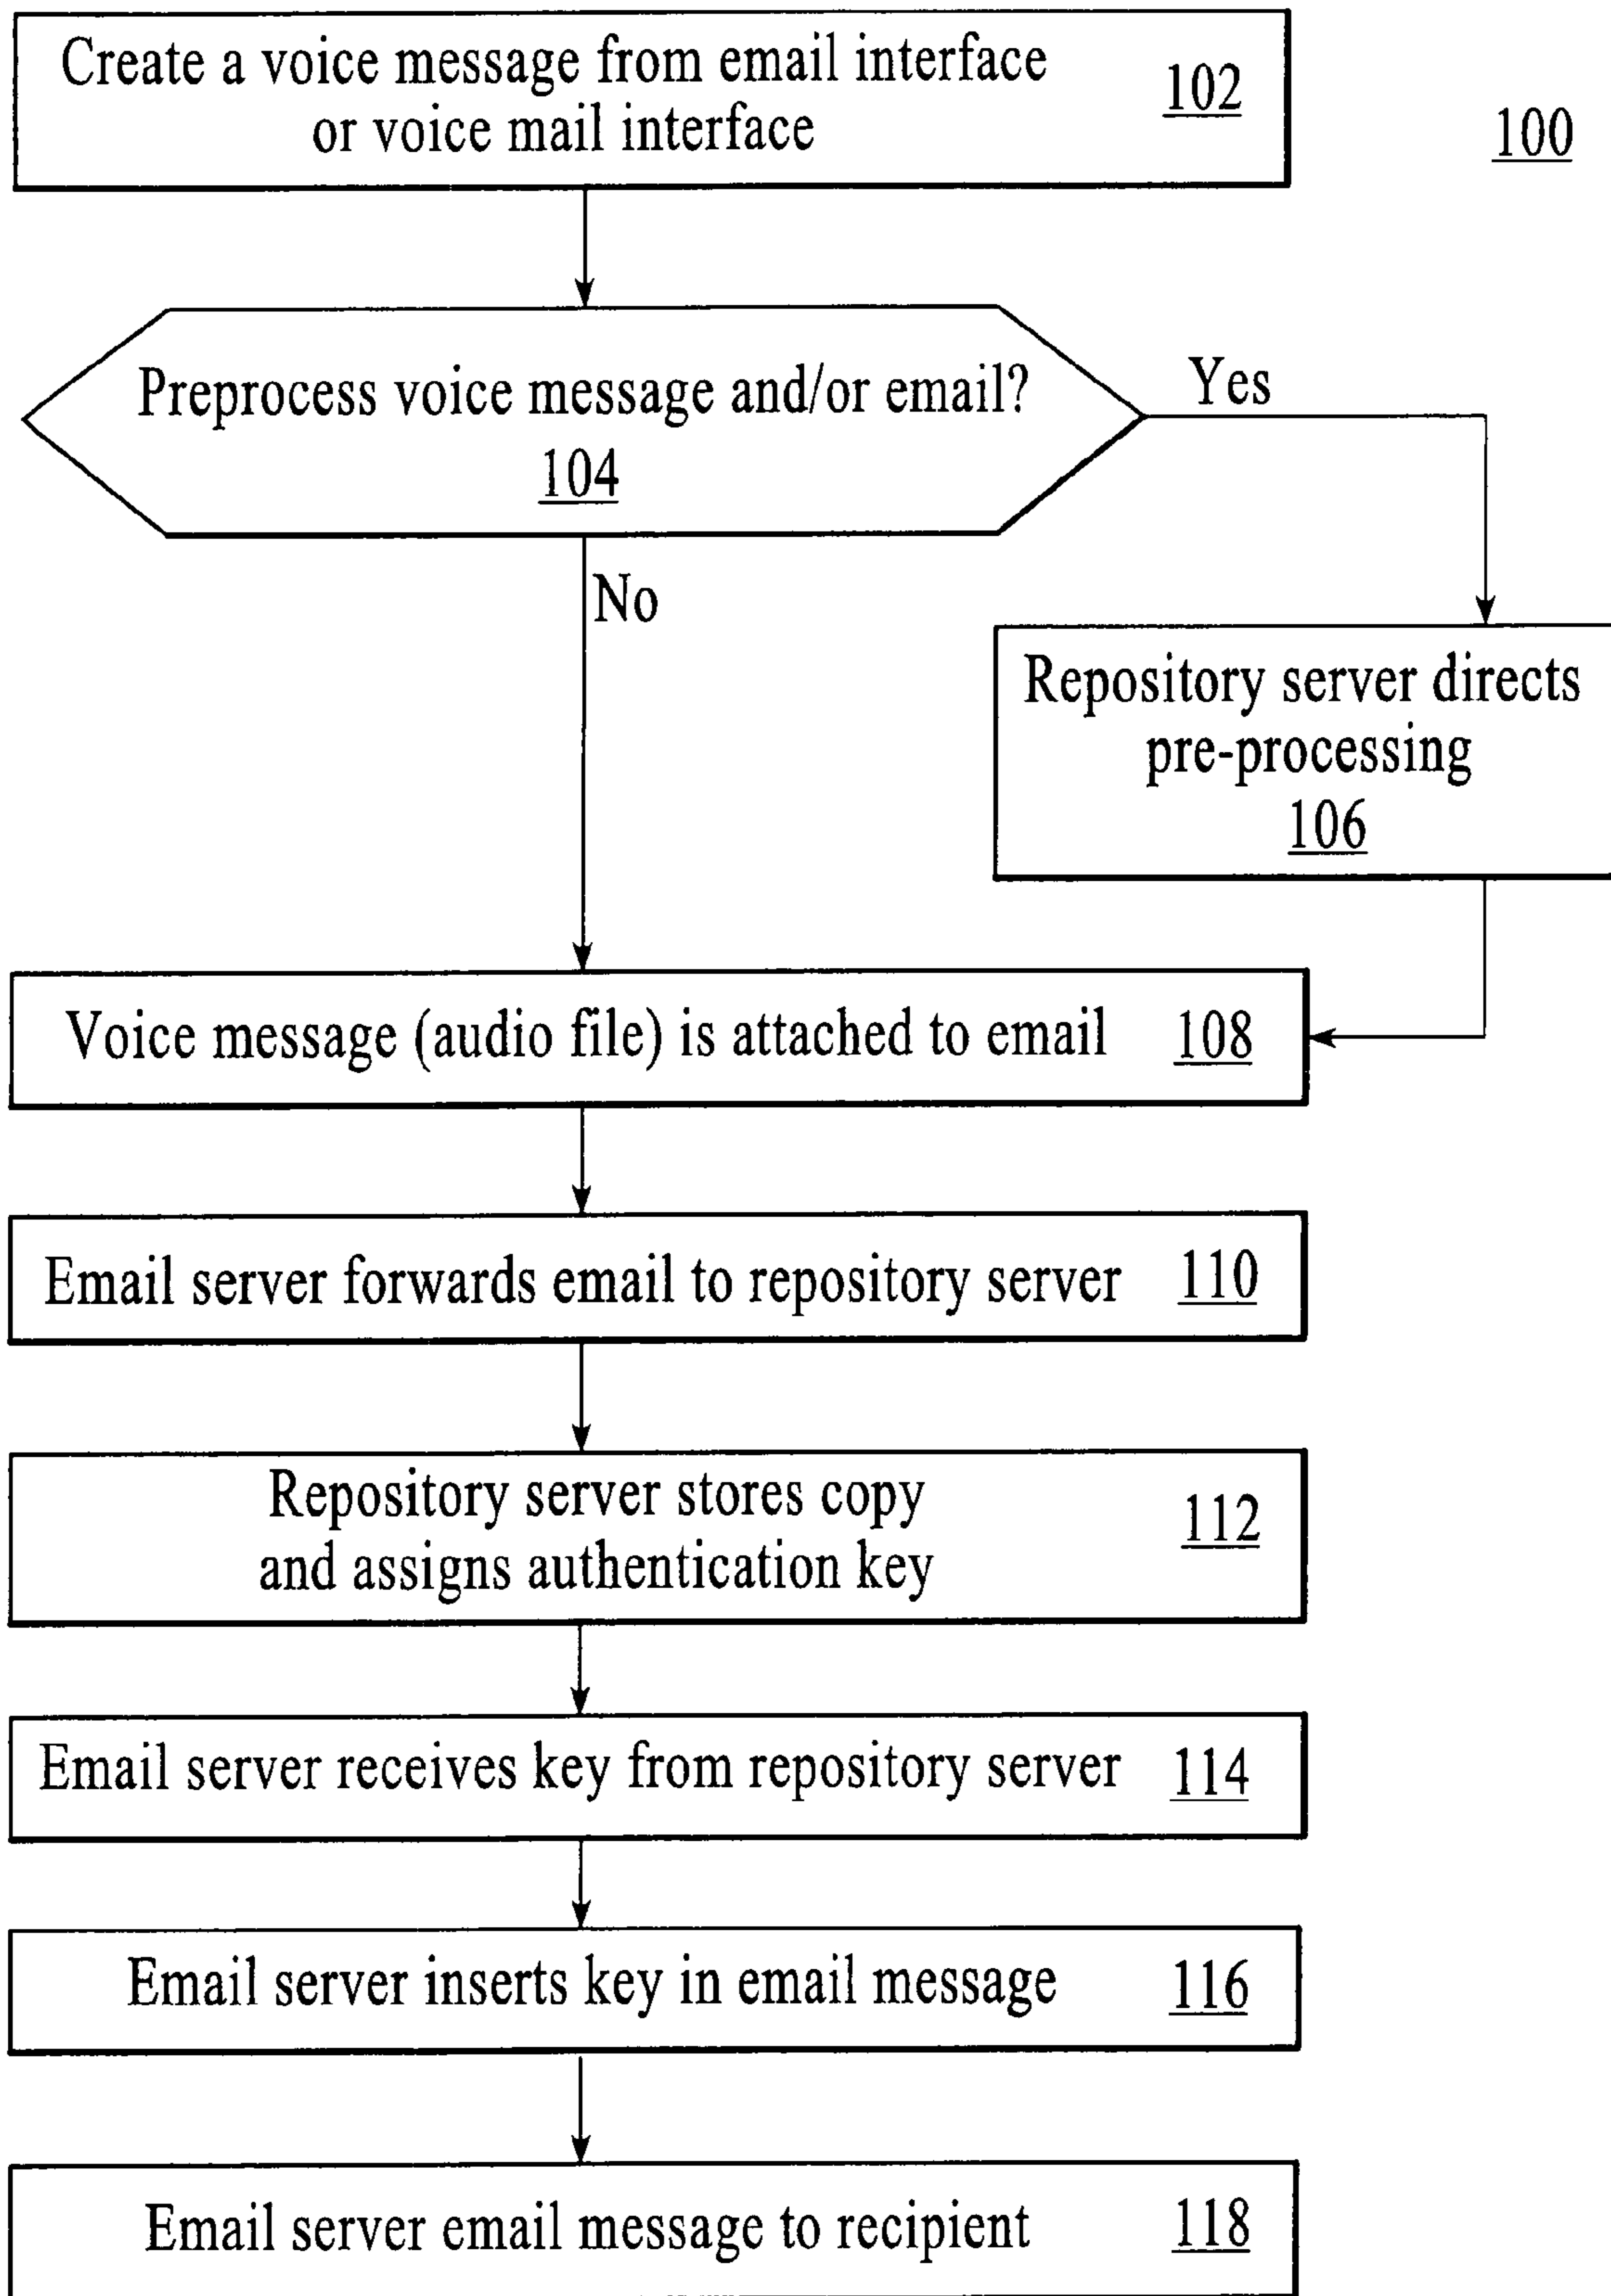 Create a voice message from email interface
or voice mail interface
102
100
Preprocess voice message and/or email?
104
Yes
No
Repository server directs
pre-processing
106
Voice message (audio file) is attached to email 108
Email server forwards email to repository server 110
Repository server stores copy
and assigns authentication key
112
Email server receives key from repository server 114
Email server inserts key in email message 116
Email server email message to recipient 118